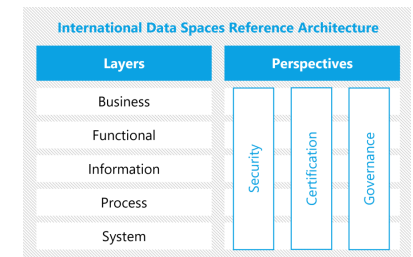 International Data Spaces Reference Architecture
Layers
Perspectives
Business
Functional
Information
Process
System
Security
Certification
Governance